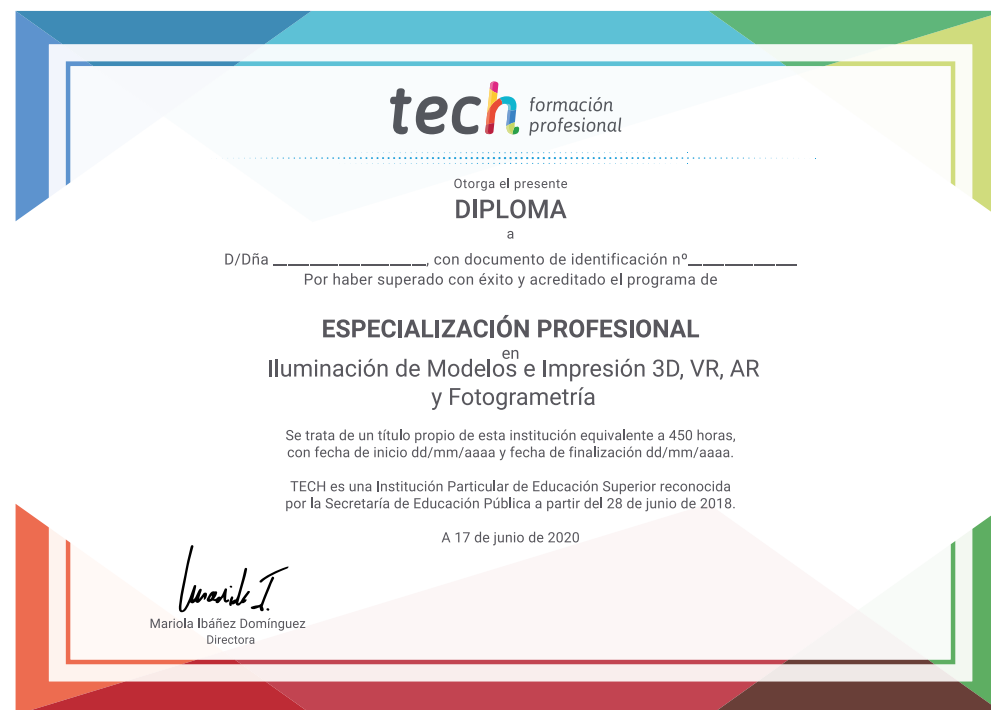 tech formación
profesional
Otorga el presente
DIPLOMA
a
D/Dña ____________________, con documento de identificación nº______________
Por haber superado con éxito y acreditado el programa de
ESPECIALIZACIÓN PROFESIONAL
en
Iluminación de Modelos e Impresión 3D, VR, AR
y Fotogrametría
Se trata de un título propio de esta institución equivalente a 450 horas,
con fecha de inicio dd/mm/aaaa y fecha de finalización dd/mm/aaaa.
TECH es una Institución Particular de Educación Superior reconocida
por la Secretaría de Educación Pública a partir del 28 de junio de 2018.
A 17 de junio de 2020
Mariola I.
Mariola Ibáñez Domínguez
Directora